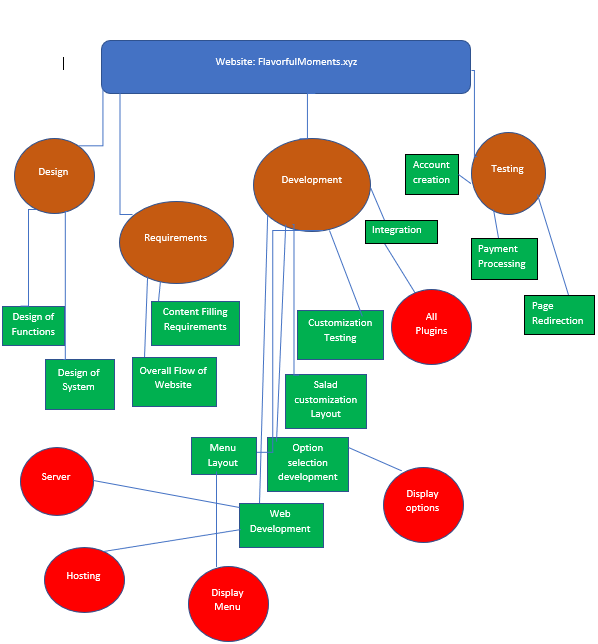 Website: FlavorfulMoments.xyz
Design
Requirements
Development
Testing
Account
creation
Integration
Payment
Processing
Page
Redirection
Design of
Functions
Content Filling
Requirements
Customization
Testing
All
Plugins
Design of
System
Overall Flow of
Website
Salad
customization
Layout
Menu
Layout
Option
selection
development
Server
Display
options
Web
Development
Hosting
Display
Menu